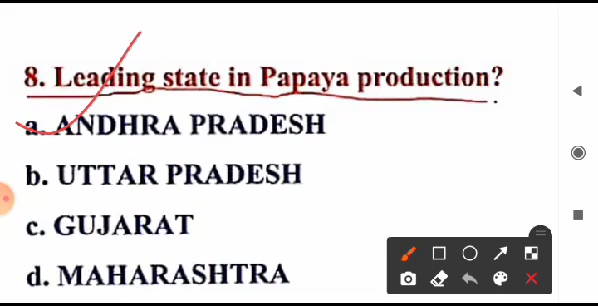 8. Leading state in Papaya production?
a. ANDHRA PRADESH
b. UTTAR PRADESH
c. GUJARAT
d. MAHARASHTRA